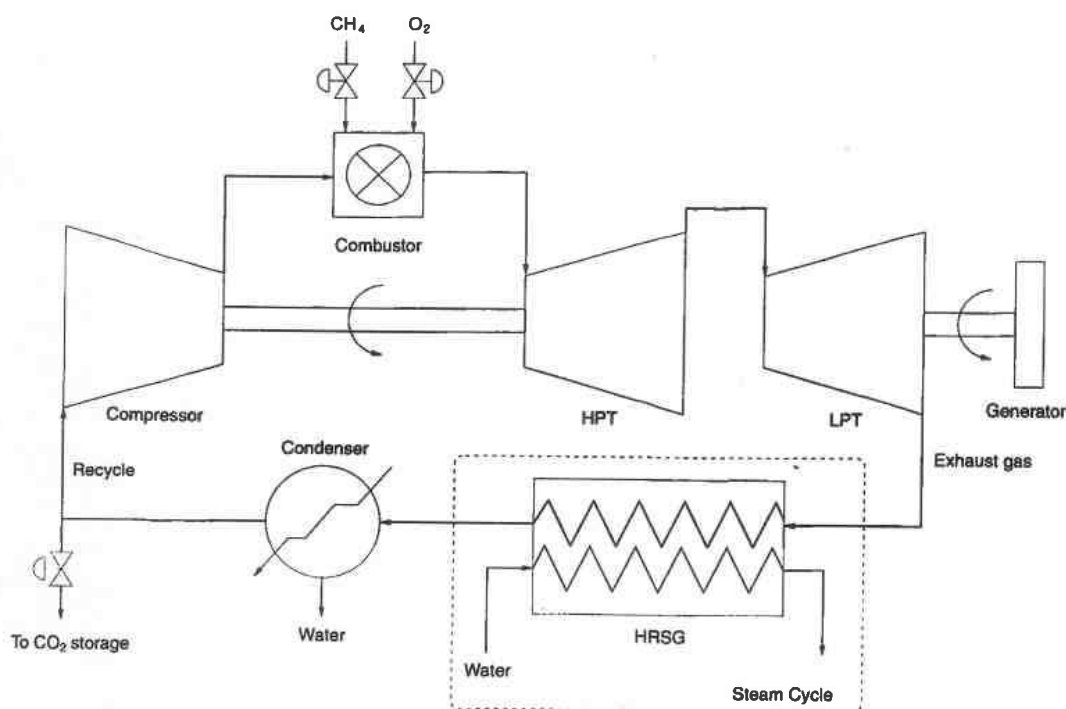 CH₄
O₂
Combustor
Compressor
HPT
LPT
Generator
Recycle
Condenser
Exhaust gas
Water
HRSG
To CO₂ storage
Water
Steam Cycle